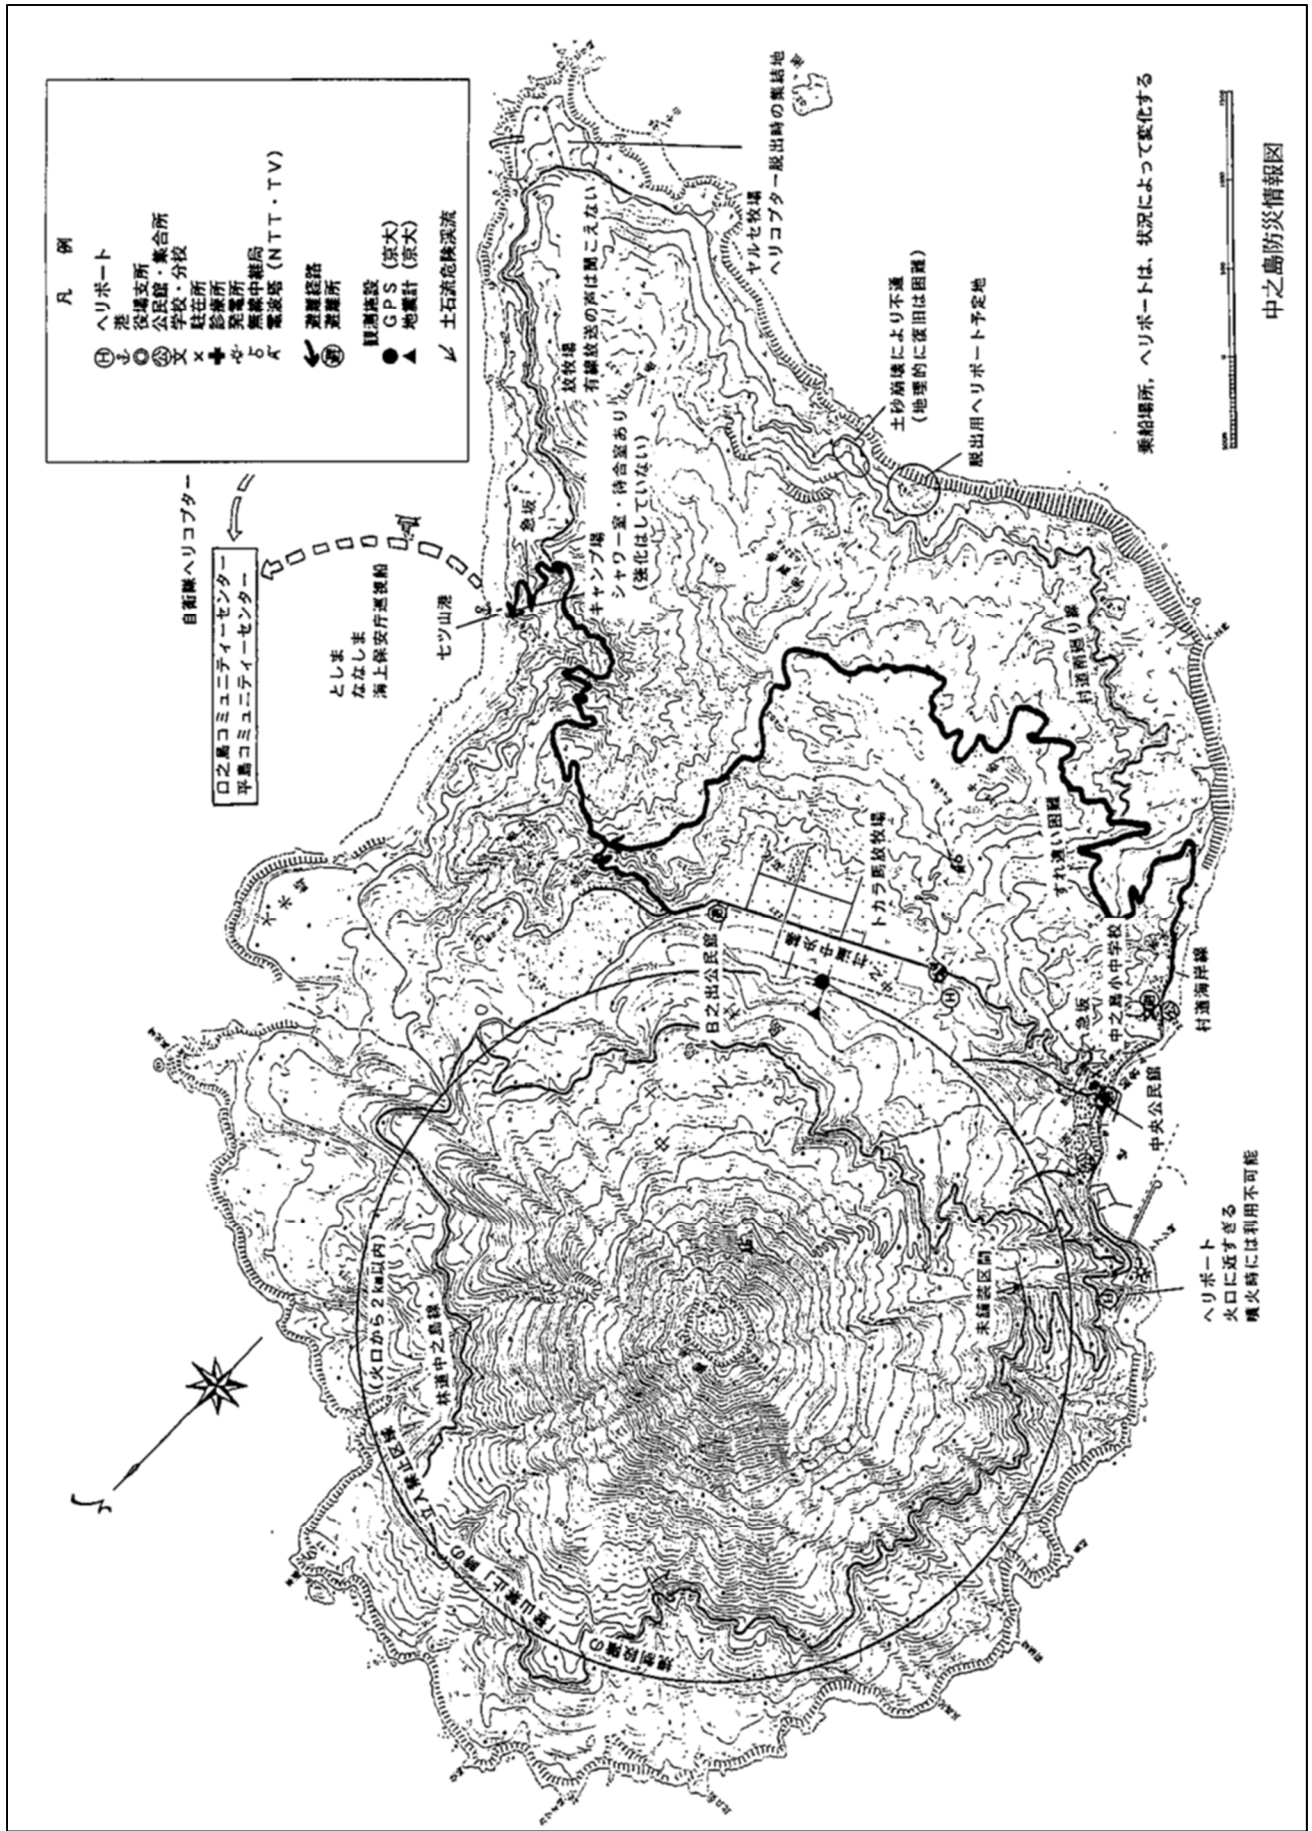 中之島防災情報図
凡 例
ヘリポート
港
役場支所
公民館・集合所
学校・分校
駐在所
診療所
発電所
無線中継局
電波塔（NTT・TV）
避難経路
避難所
観測施設
GPS（京大）
地震計（京大）
土石流危険渓流
自衛隊ヘリコプター
口之島コミュニティーセンター
平島コミュニティーセンター
としま
ななしま
海上保安庁巡視船
七ツ山港
急坂
キャンプ場
シャワー室・待合室あり
（強化はしていない）
放牧場
有線放送の声は聞こえない
ヤルセ牧場
ヘリコプター脱出時の集結地
土砂崩壊により不通
（地理的に復旧は困難）
脱出用ヘリポート予定地
乗船場所，ヘリポートは、状況によって変化する
村道南廻り線
すれ違い困難
トカラ馬放牧場
村道中央線
日之出公民館
中之島小中学校
急坂
村道海岸線
中央公民館
未舗装区間
ヘリポート
火口に近すぎる
噴火時には利用不可能
林道中之島線
規制段階の「登山禁止」時の立入禁止区域（火口から2km以内）